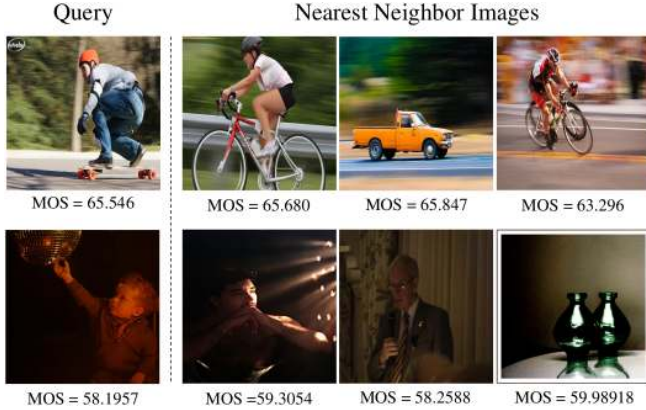 Query
Nearest Neighbor Images
MOS = 65.546
MOS = 65.680
MOS = 65.847
MOS = 63.296
MOS = 58.1957
MOS =59.3054
MOS = 58.2588
MOS = 59.98918